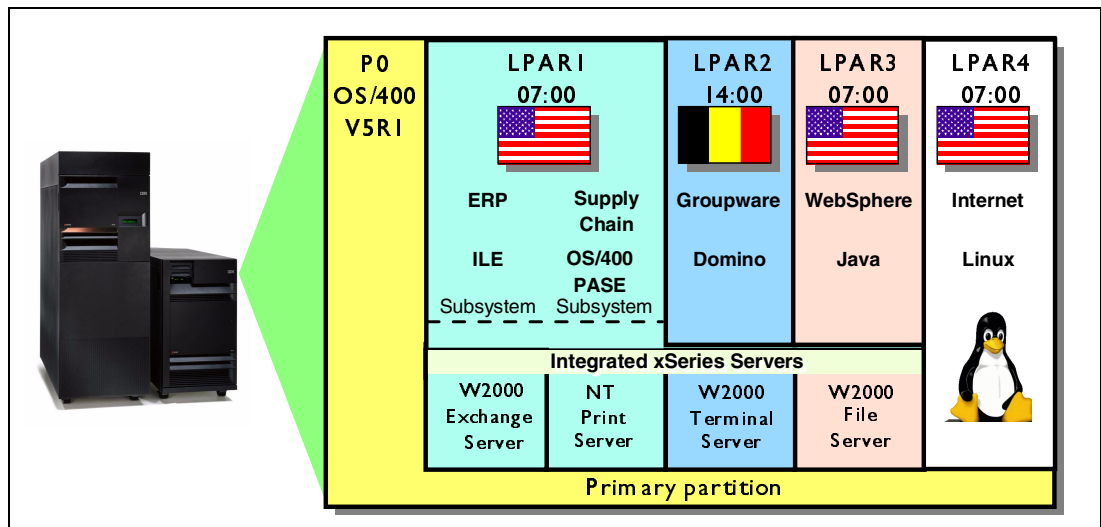 P0
OS/400
V5R1
LPAR1
07:00
ERP
ILE
Subsystem
Supply
Chain
OS/400
PASE
Subsystem
LPAR2
14:00
Groupware
Domino
LPAR3
07:00
WebSphere
Java
LPAR4
07:00
Internet
Linux
Integrated xSeries Servers
W2000
Exchange
Server
NT
Print
Server
W2000
Terminal
Server
W2000
File
Server
Primary partition